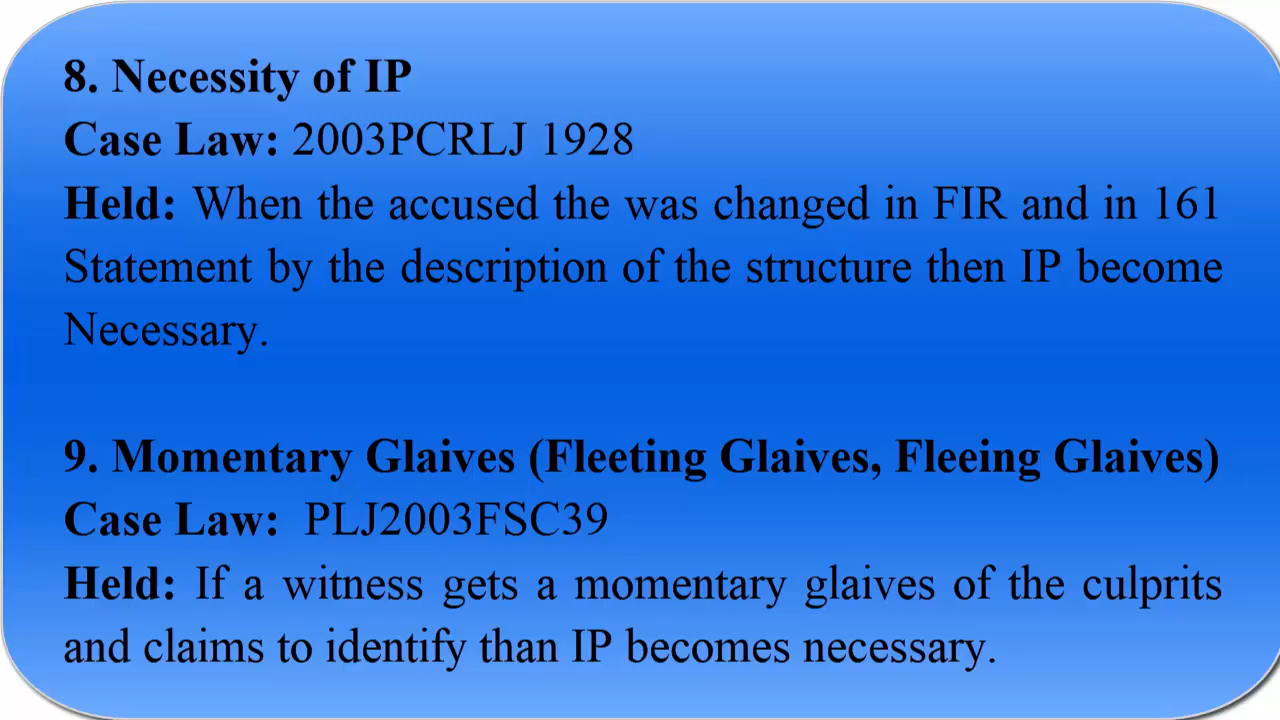 8. Necessity of IP
Case Law: 2003PCRLJ 1928
Held: When the accused the was changed in FIR and in 161
Statement by the description of the structure then IP become
Necessary.
9. Momentary Glaives (Fleeting Glaives, Fleeing Glaives)
Case Law: PLJ2003FSC39
Held: If a witness gets a momentary glaives of the culprits
and claims to identify than IP becomes necessary.